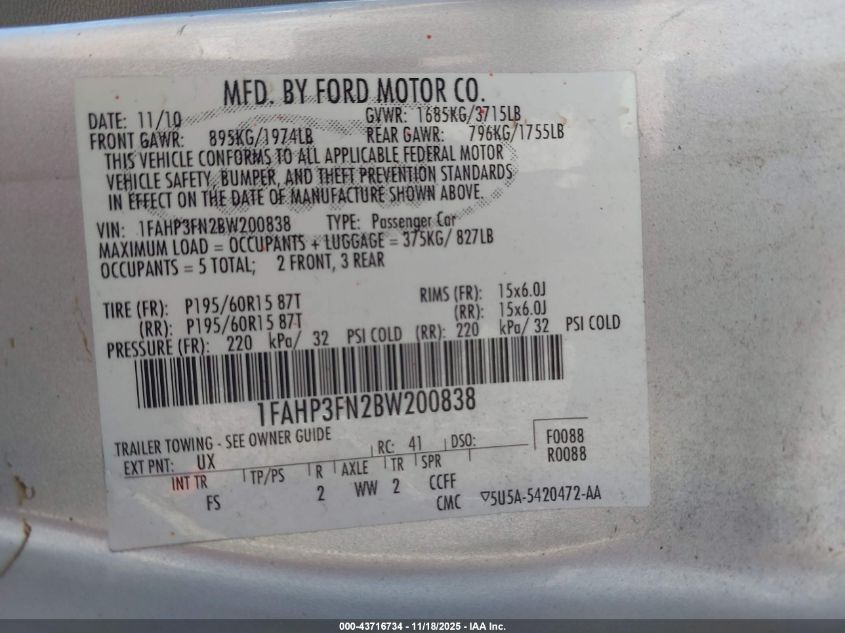 MFD. BY FORD MOTOR CO.
DATE: 11/10 GVWR: 1685KG/3715LB
FRONT GAWR: 895KG/1974LB REAR GAWR: 796KG/1755LB
THIS VEHICLE CONFORMS TO ALL APPLICABLE FEDERAL MOTOR
VEHICLE SAFETY, BUMPER, AND THEFT PREVENTION STANDARDS
IN EFFECT ON THE DATE OF MANUFACTURE SHOWN ABOVE.
VIN: 1FAHP3FN2BW200838 TYPE: Passenger Car
MAXIMUM LOAD = OCCUPANTS + LUGGAGE = 375KG/ 827LB
OCCUPANTS = 5 TOTAL; 2 FRONT, 3 REAR
TIRE (FR): P195/60R15 87T RIMS (FR): 15x6.0J
(RR): P195/60R15 87T (RR): 15x6.0J
PRESSURE (FR): 220 kPa/ 32 PSI COLD (RR): 220 kPa/ 32 PSI COLD
1FAHP3FN2BW200838
TRAILER TOWING - SEE OWNER GUIDE RC: 41 DSO: F0088
EXT PNT: UX R0088
INT TR TP/PS R AXLE TR SPR
FS 2 WW 2 CCFF
CMC ▽5U5A-5420472-AA
000-43716734 - 11/18/2025 - IAA Inc.